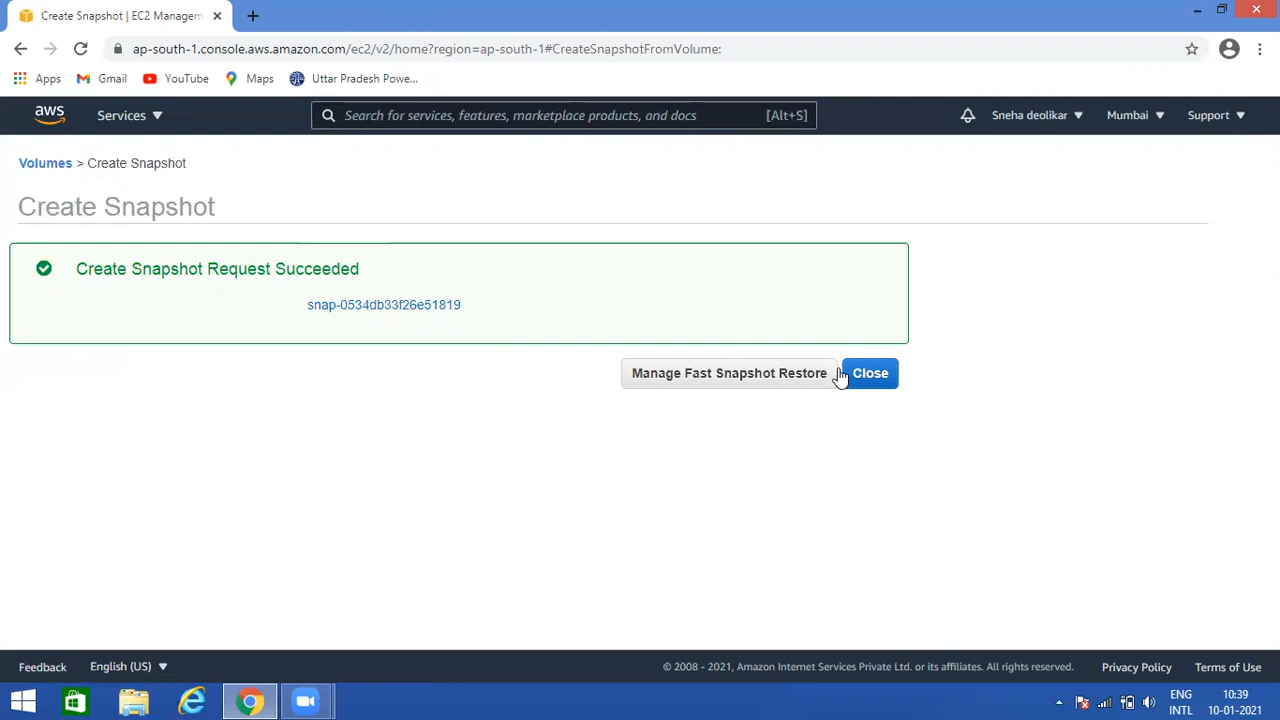 Create Snapshot | EC2 Managem
ap-south-1.console.aws.amazon.com/ec2/v2/home?region=ap-south-1#CreateSnapshotFromVolume:
Apps Gmail YouTube Maps Uttar Pradesh Powe...
aws Services Search for services, features, marketplace products, and docs [Alt+S] Sneha deolikar Mumbai Support
Volumes > Create Snapshot
Create Snapshot
Create Snapshot Request Succeeded
snap-0534db33f26e51819
Manage Fast Snapshot Restore Close
Feedback English (US) © 2008 - 2021, Amazon Internet Services Private Ltd. or its affiliates. All rights reserved. Privacy Policy Terms of Use
ENG 10:39
INTL 10-01-2021